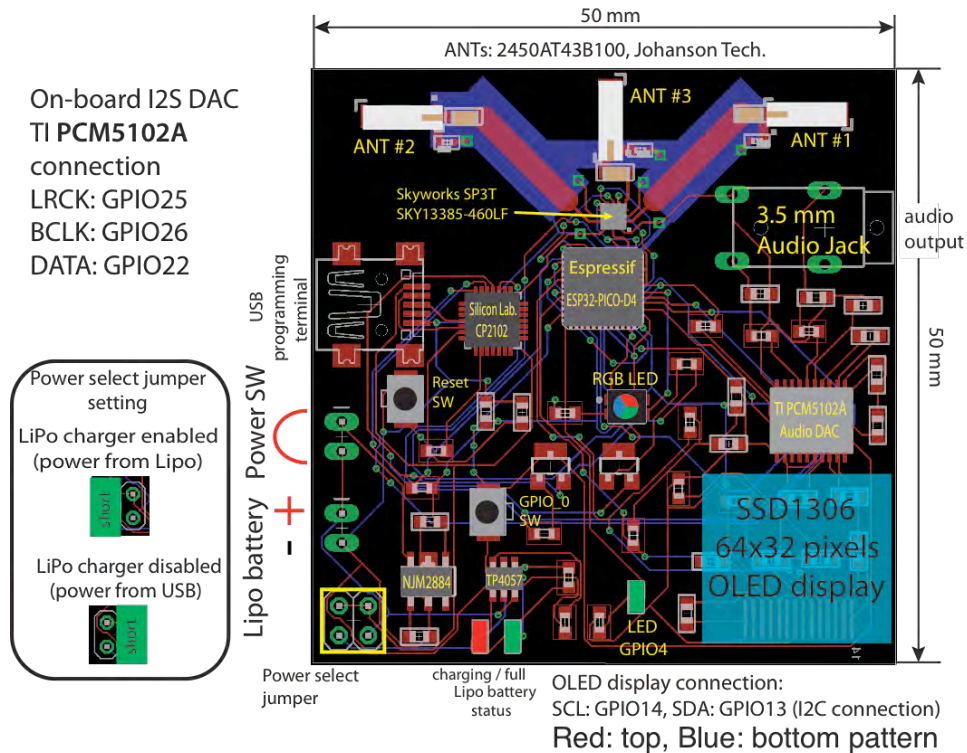 50 mm
ANTs: 2450AT43B100, Johanson Tech.
On-board I2S DAC
TI PCM5102A
connection
LRCK: GPIO25
BCLK: GPIO26
DATA: GPIO22
ANT #3
ANT #2
ANT #1
Skyworks SP3T
SKY13385-460LF
3.5 mm
Audio Jack
audio
output
Espressif
ESP32-PICO-D4
USB
programming
terminal
Silicon Lab.
CP2102
50 mm
Power select jumper
setting
LiPo charger enabled
(power from Lipo)
short
LiPo charger disabled
(power from USB)
short
Power SW
Reset
SW
RGB LED
TI PCM5102A
Audio DAC
Lipo battery
+
-
GPIO_0
SW
SSD1306
64x32 pixels
OLED display
NJM2884
TP4057
LED
GPIO4
Power select
jumper
charging / full
Lipo battery
status
OLED display connection:
SCL: GPIO14, SDA: GPIO13 (I2C connection)
Red: top, Blue: bottom pattern